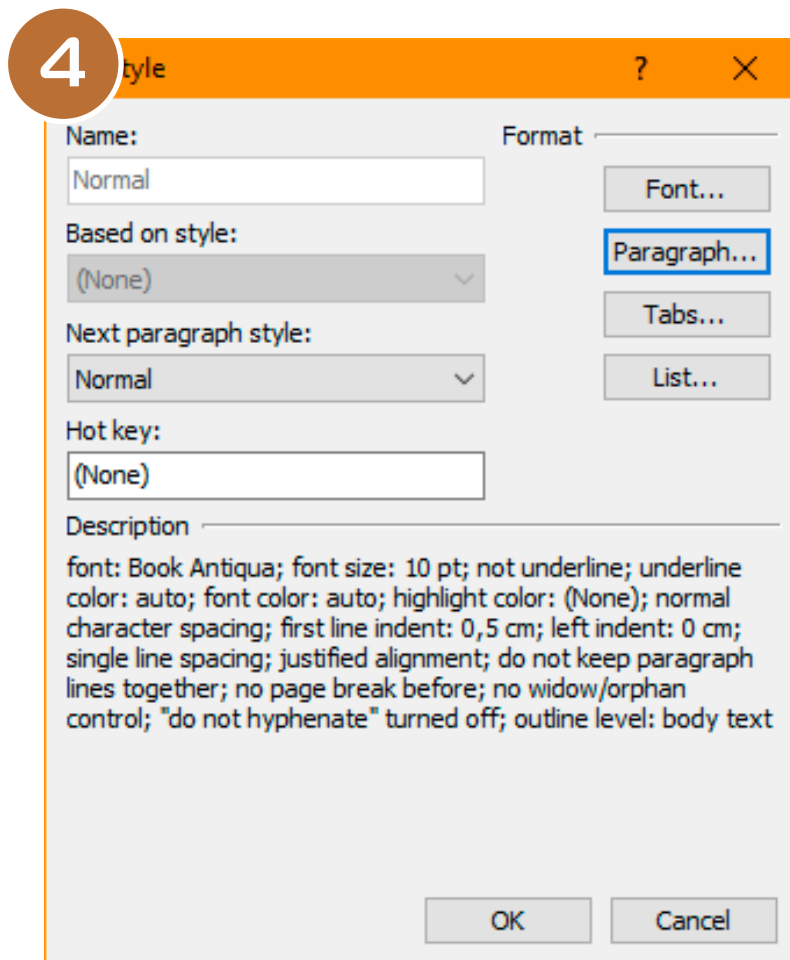 4
tyle ?
Name:
Normal
Based on style:
(None)
Next paragraph style:
Normal
Hot key:
(None)
Format
Font...
Paragraph...
Tabs...
List...
Description
font: Book Antiqua; font size: 10 pt; not underline; underline
color: auto; font color: auto; highlight color: (None); normal
character spacing; first line indent: 0,5 cm; left indent: 0 cm;
single line spacing; justified alignment; do not keep paragraph
lines together; no page break before; no widow/orphan
control; "do not hyphenate" turned off; outline level: body text
OK Cancel